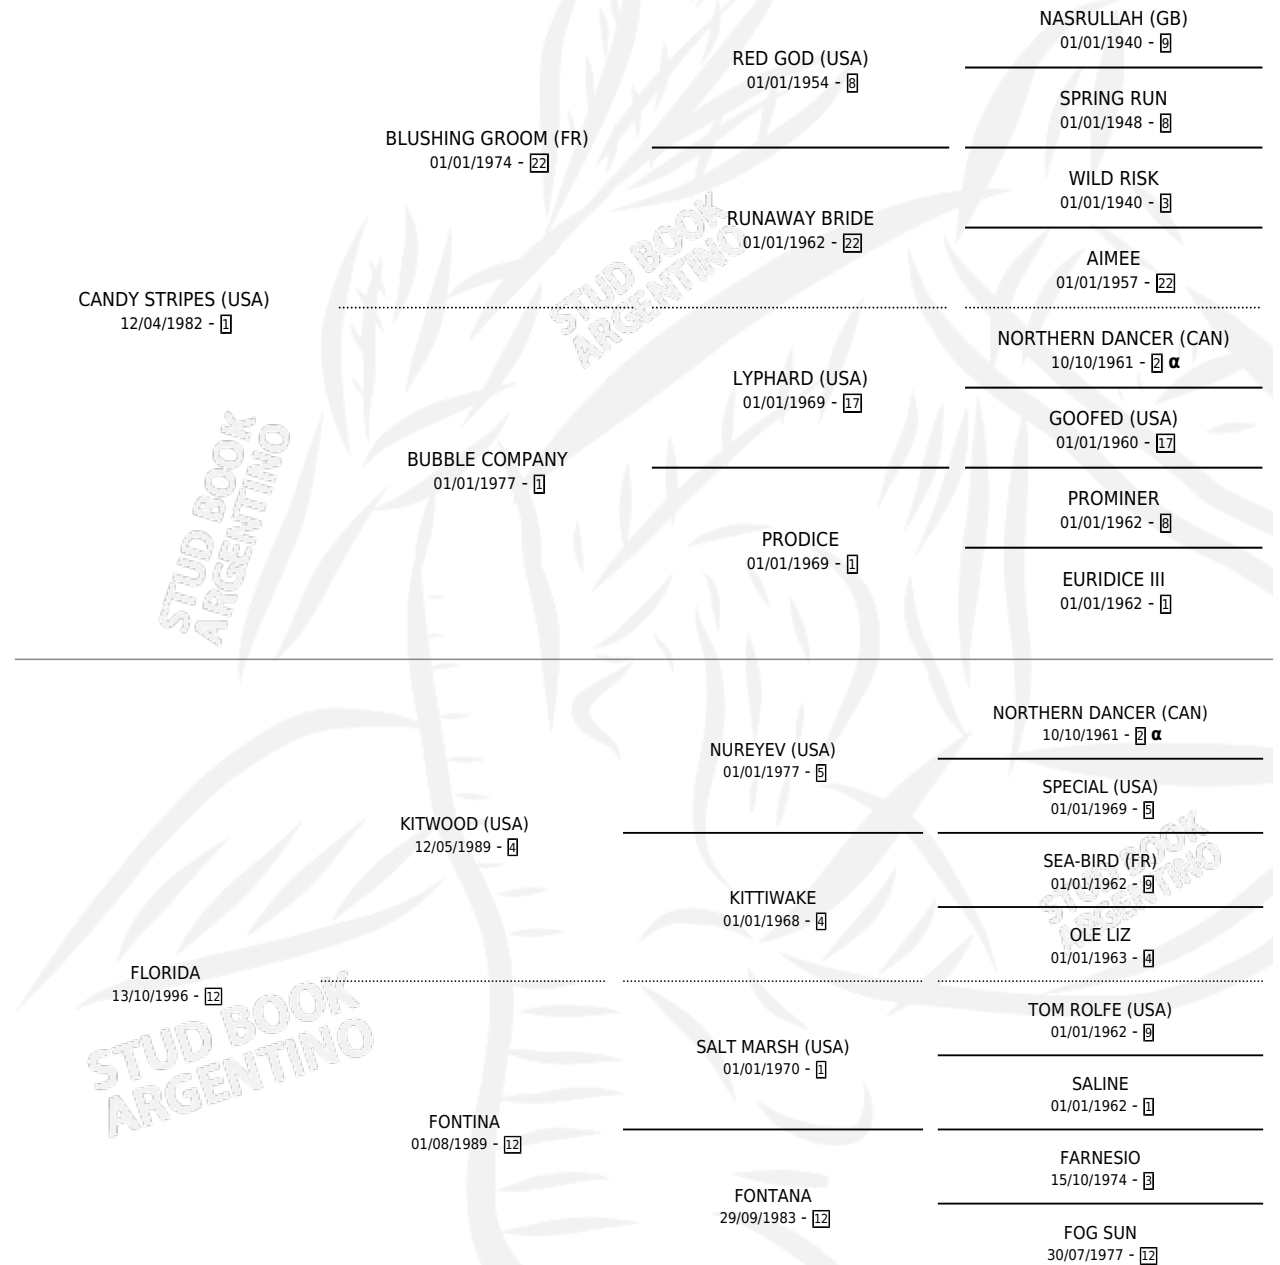 NASRULLAH (GB)
01/01/1940 - 9
RED GOD (USA)
01/01/1954 - 8
SPRING RUN
01/01/1948 - 8
BLUSHING GROOM (FR)
01/01/1974 - 22
WILD RISK
01/01/1940 - 3
RUNAWAY BRIDE
01/01/1962 - 22
AIMEE
01/01/1957 - 22
CANDY STRIPES (USA)
12/04/1982 - 1
NORTHERN DANCER (CAN)
10/10/1961 - 2 α
LYPHARD (USA)
01/01/1969 - 17
GOOFED (USA)
01/01/1960 - 17
BUBBLE COMPANY
01/01/1977 - 1
PROMINER
01/01/1962 - 8
PRODICE
01/01/1969 - 1
EURIDICE III
01/01/1962 - 1
NORTHERN DANCER (CAN)
10/10/1961 - 2 α
NUREYEV (USA)
01/01/1977 - 5
SPECIAL (USA)
01/01/1969 - 5
KITWOOD (USA)
12/05/1989 - 4
SEA-BIRD (FR)
01/01/1962 - 9
KITTIWAKE
01/01/1968 - 4
OLE LIZ
01/01/1963 - 4
FLORIDA
13/10/1996 - 12
TOM ROLFE (USA)
01/01/1962 - 9
SALT MARSH (USA)
01/01/1970 - 1
SALINE
01/01/1962 - 1
FONTINA
01/08/1989 - 12
FARNESIO
15/10/1974 - 3
FONTANA
29/09/1983 - 12
FOG SUN
30/07/1977 - 12
STUD BOOK
ARGENTINO
STUD BOOK
ARGENTINO
STUD BOOK
ARGENTINO
STUD BOOK
ARGENTINO